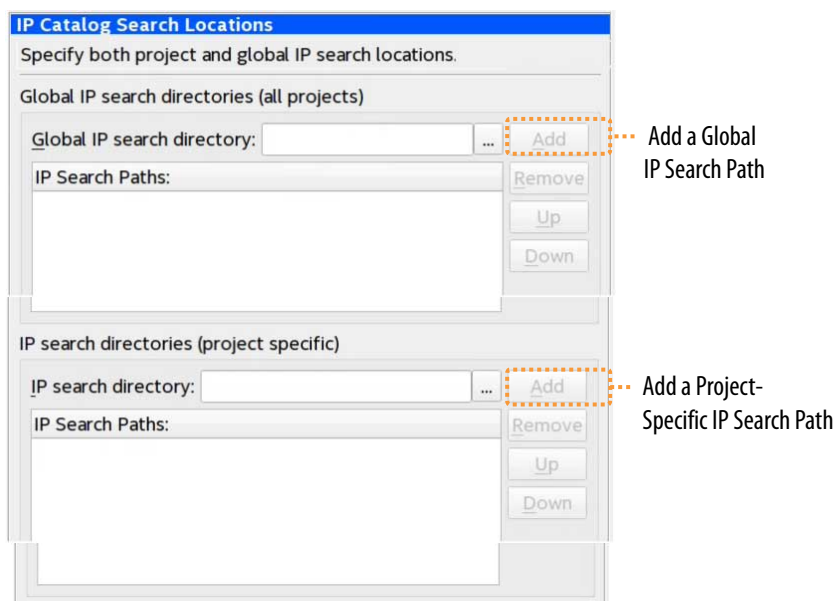 IP Catalog Search Locations
Specify both project and global IP search locations.
Global IP search directories (all projects)
Global IP search directory: ... Add
IP Search Paths:
Remove
Up
Down
Add a Global
IP Search Path
IP search directories (project specific)
IP search directory: ... Add
IP Search Paths:
Remove
Up
Down
Add a Project-
Specific IP Search Path